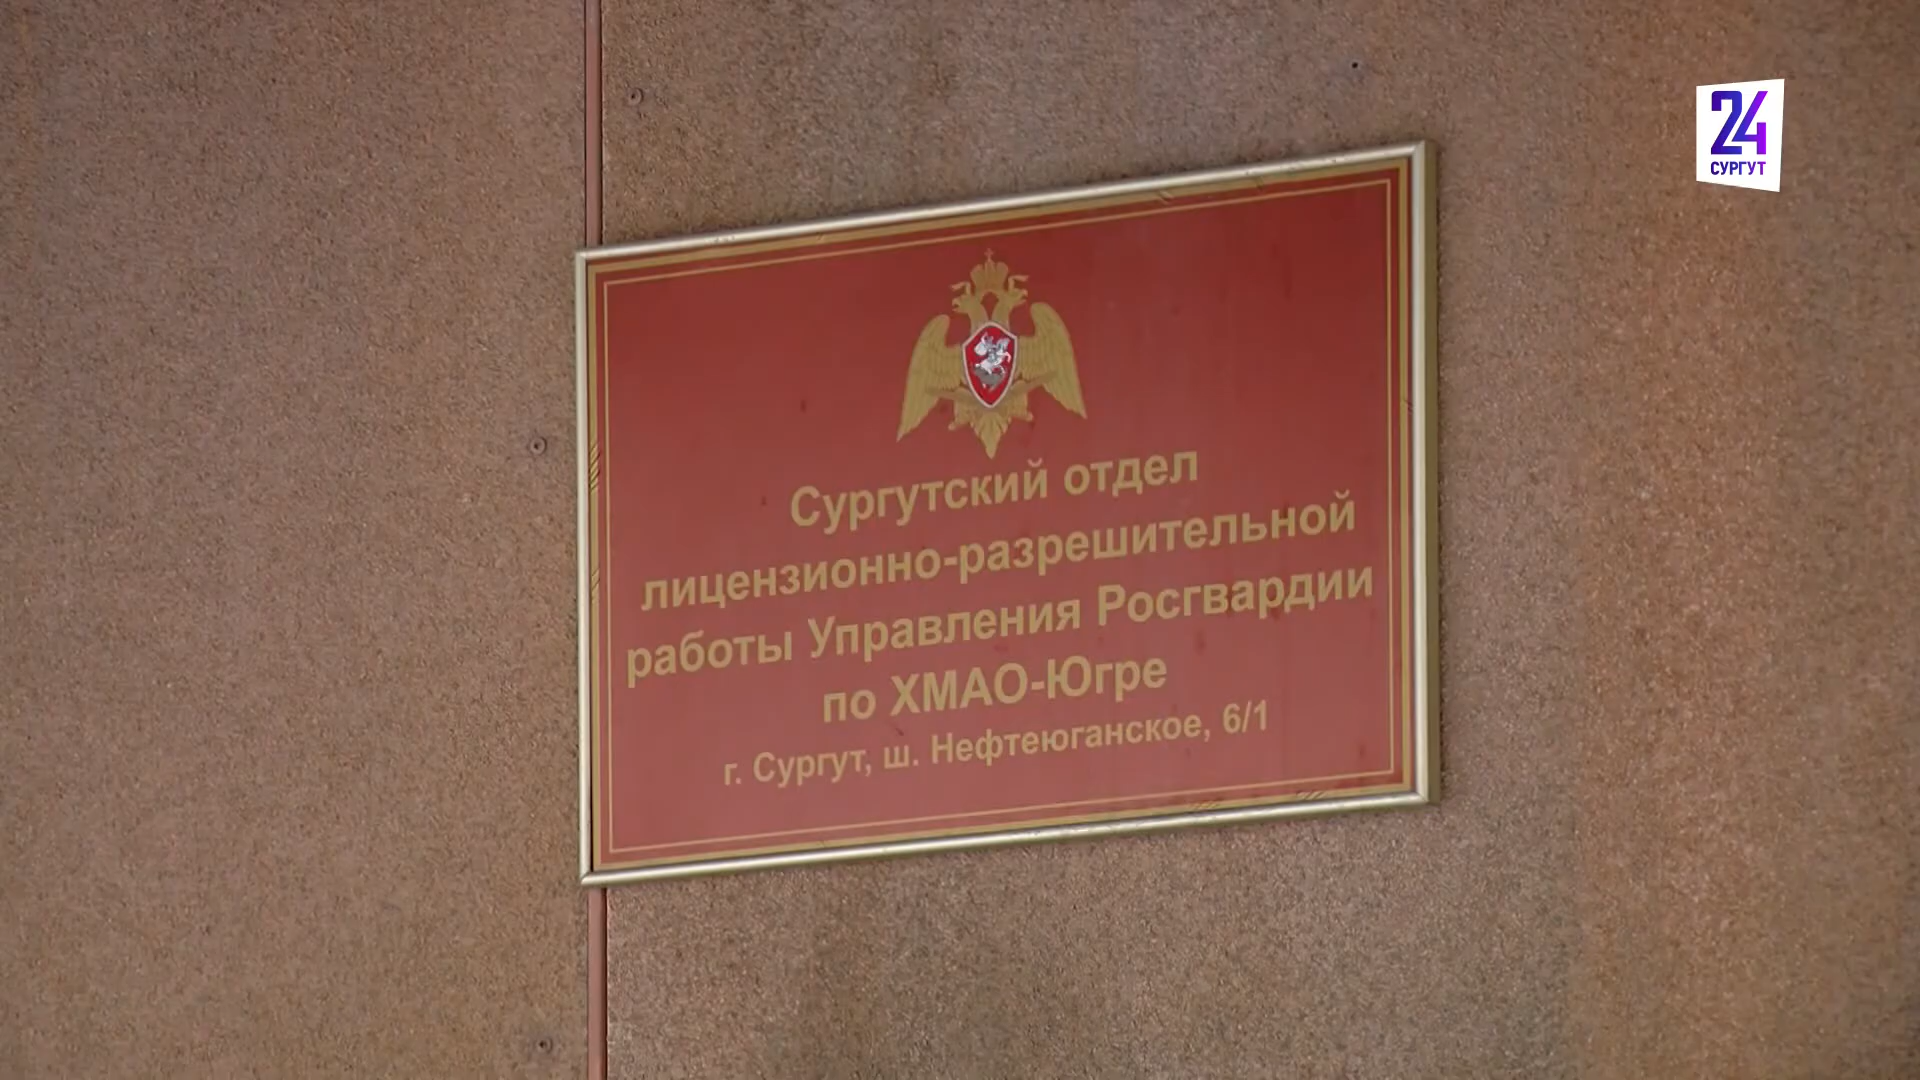 24
СУРГУТ
Сургутский отдел
лицензионно-разрешительной
работы Управления Росгвардии
по ХМАО-Югре
г. Сургут, ш. Нефтеюганское, 6/1